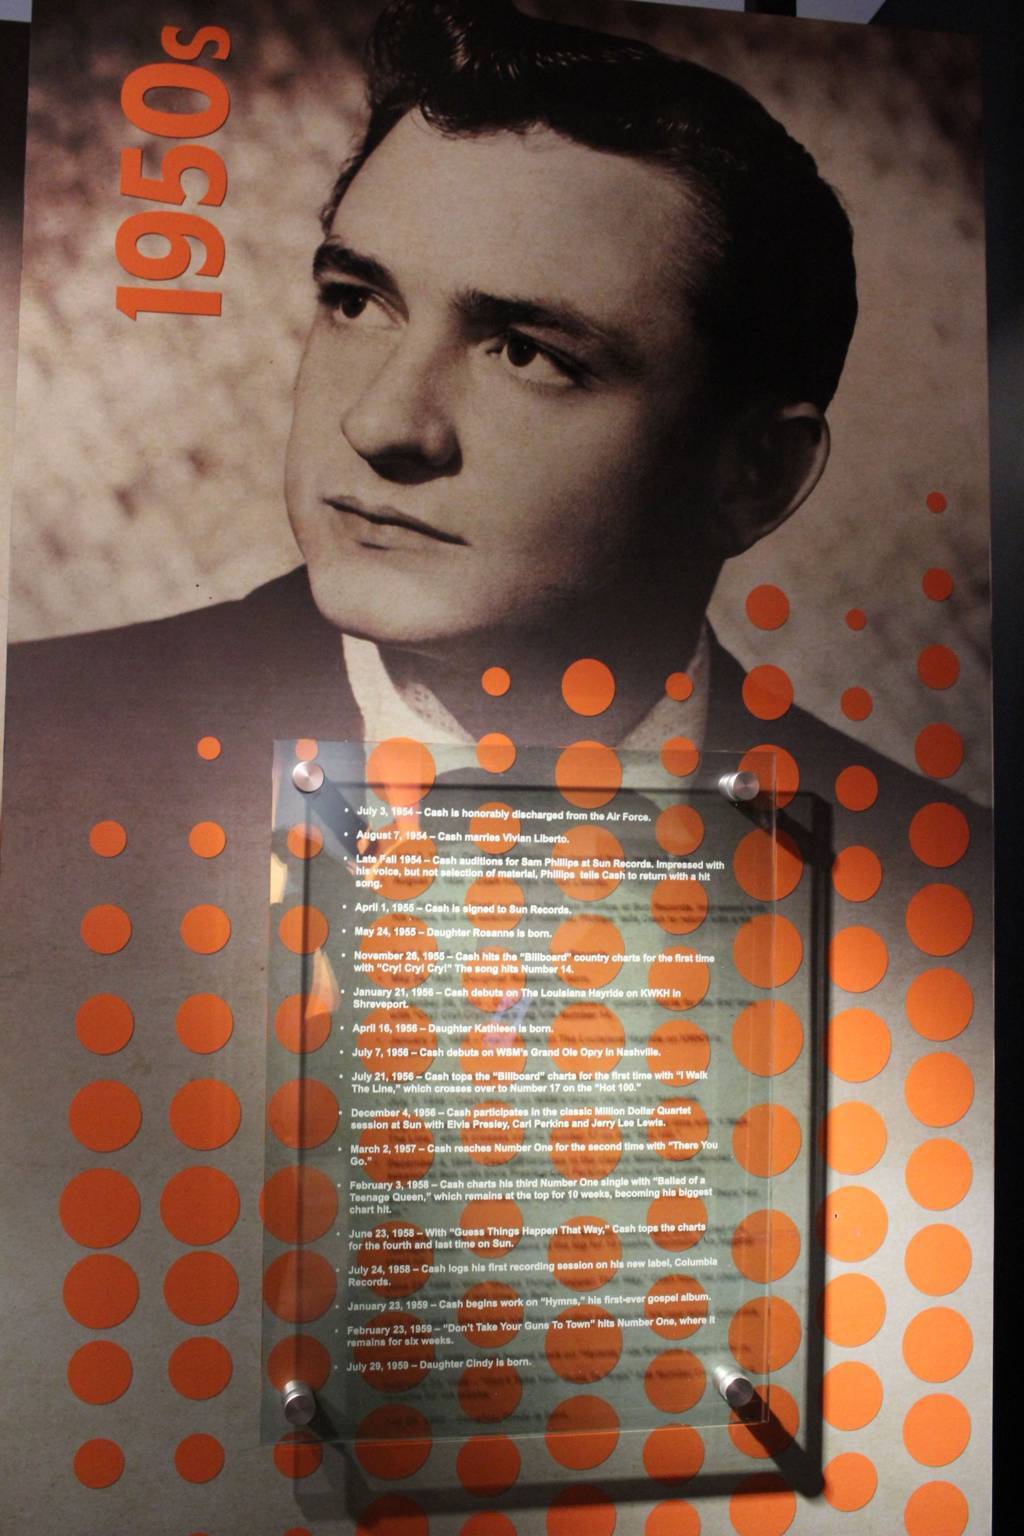 1950s
• July 3, 1954 – Cash is honorably discharged from the Air Force.
• August 7, 1954 – Cash marries Vivian Liberto.
• Late Fall 1954 – Cash auditions for Sam Phillips at Sun Records. Impressed with
his voice, but not selection of material, Phillips tells Cash to return with a hit
song.
• April 1, 1955 – Cash is signed to Sun Records.
• May 24, 1955 – Daughter Rosanne is born.
• November 26, 1955 – Cash hits the "Billboard" country charts for the first time
with "Cry! Cry! Cry!" The song hits Number 14.
• January 21, 1956 – Cash debuts on The Louisiana Hayride on KWKH in
Shreveport.
• April 16, 1956 – Daughter Kathleen is born.
• July 7, 1956 – Cash debuts on WSM's Grand Ole Opry in Nashville.
• July 21, 1956 – Cash tops the "Billboard" charts for the first time with "I Walk
The Line," which crosses over to Number 17 on the "Hot 100."
• December 4, 1956 – Cash participates in the classic Million Dollar Quartet
session at Sun with Elvis Presley, Carl Perkins and Jerry Lee Lewis.
• March 2, 1957 – Cash reaches Number One for the second time with "There You
Go."
• February 3, 1958 – Cash charts his third Number One single with "Ballad of a
Teenage Queen," which remains at the top for 10 weeks, becoming his biggest
chart hit.
• June 23, 1958 – With "Guess Things Happen That Way," Cash tops the charts
for the fourth and last time on Sun.
• July 24, 1958 – Cash logs his first recording session on his new label, Columbia
Records.
• January 23, 1959 – Cash begins work on "Hymns," his first-ever gospel album.
• February 23, 1959 – "Don't Take Your Guns To Town" hits Number One, where it
remains for six weeks.
• July 29, 1959 – Daughter Cindy is born.